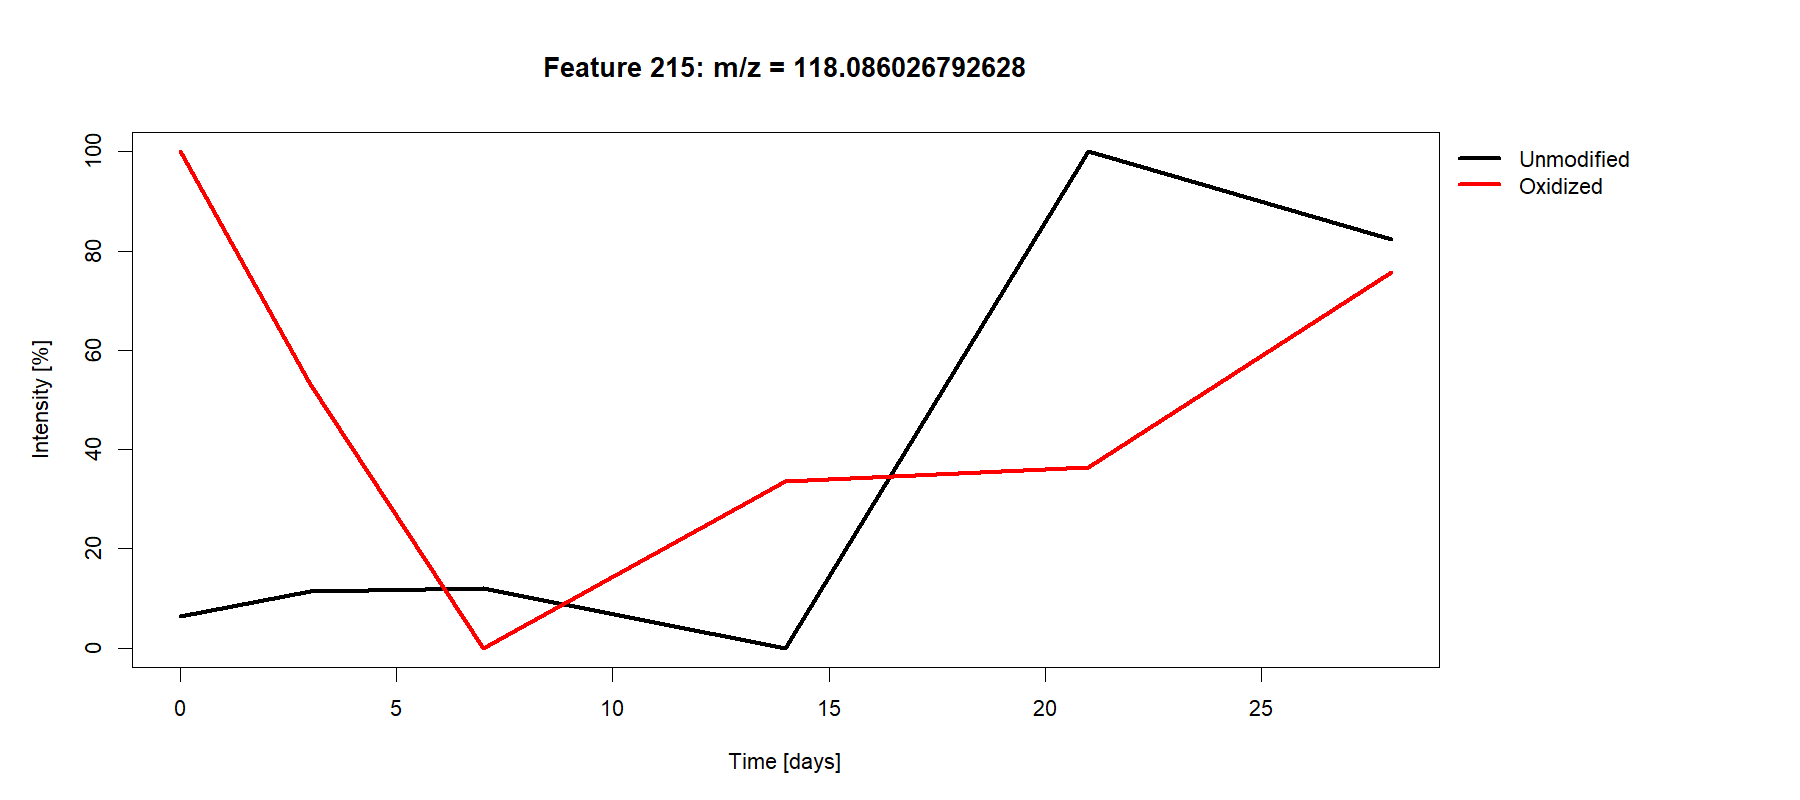 Feature 215: m/z = 118.086026792628
Unmodified
Oxidized
Intensity [%]
100
80
60
40
20
0
0 5 10 15 20 25
Time [days]